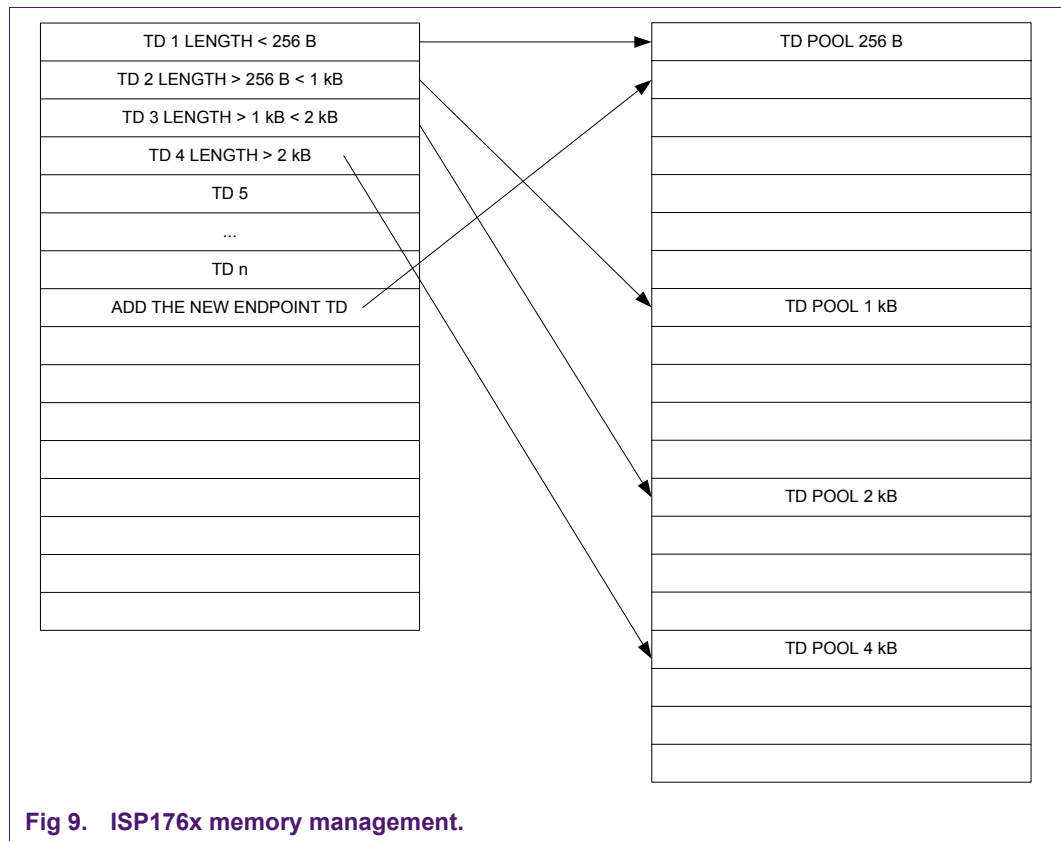 TD 1 LENGTH < 256 B
TD 2 LENGTH > 256 B < 1 kB
TD 3 LENGTH > 1 kB < 2 kB
TD 4 LENGTH > 2 kB
TD 5
...
TD n
ADD THE NEW ENDPOINT TD
TD POOL 256 B
TD POOL 1 kB
TD POOL 2 kB
TD POOL 4 kB
Fig 9. ISP176x memory management.